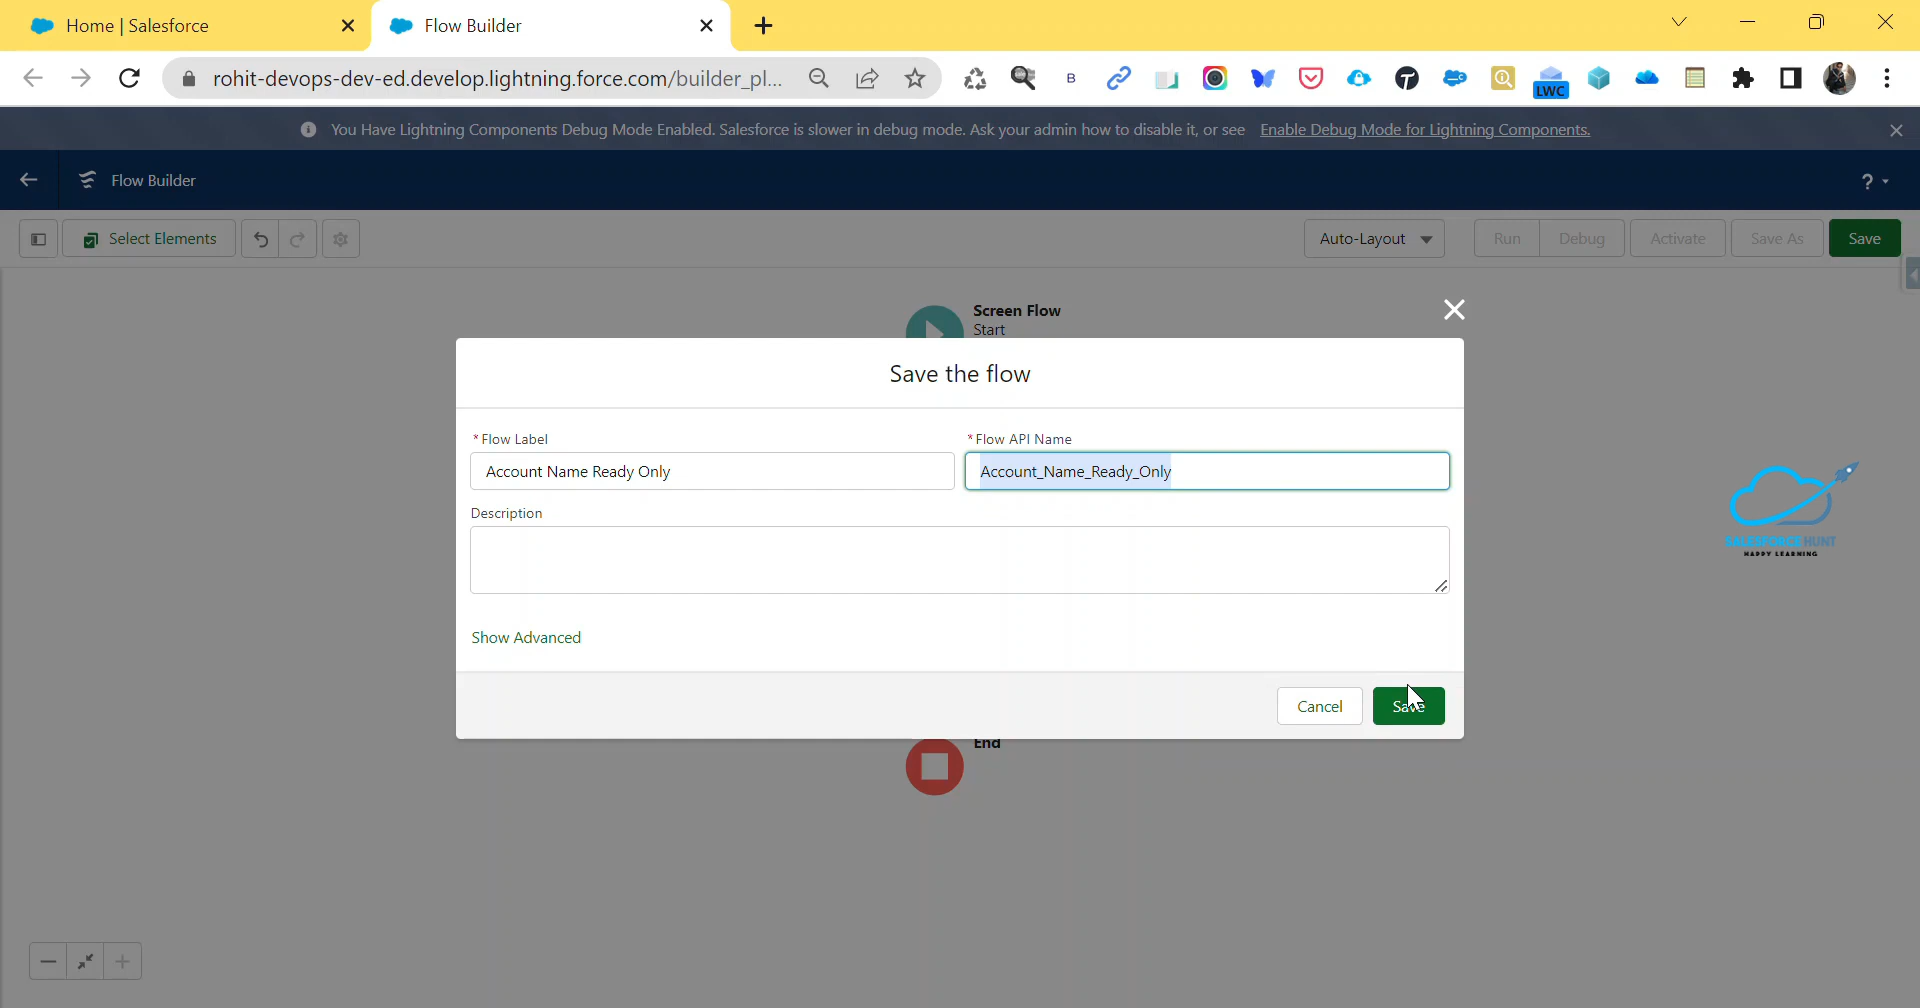 Home | Salesforce
Flow Builder
rohit-devops-dev-ed.develop.lightning.force.com/builder_pl...
B
LWC
You Have Lightning Components Debug Mode Enabled. Salesforce is slower in debug mode. Ask your admin how to disable it, or see Enable Debug Mode for Lightning Components.
Flow Builder
?
Select Elements
Auto-Layout
Run
Debug
Activate
Save As
Save
Screen Flow
Start
Save the flow
* Flow Label
* Flow API Name
Account Name Ready Only
Account_Name_Ready_Only
Description
SALESFORCE HUNT
HAPPY LEARNING
Show Advanced
Cancel
Save
End